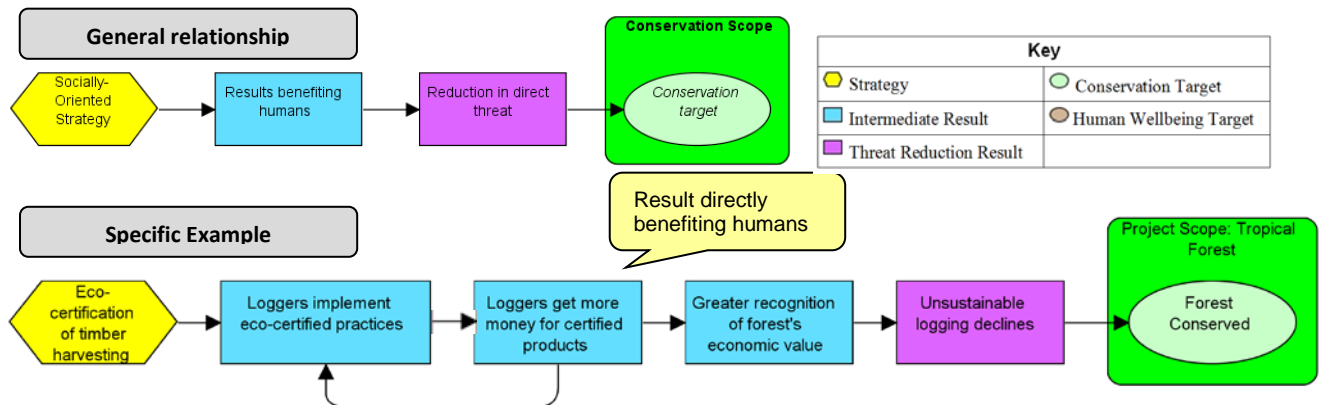 General relationship
Socially-
Oriented
Strategy
Results benefiting
humans
Reduction in direct
threat
Conservation Scope
Conservation
target
Key
Strategy
Conservation Target
Intermediate Result
Human Wellbeing Target
Threat Reduction Result
Result directly
benefiting humans
Specific Example
Eco-
certification
of timber
harvesting
Loggers implement
eco-certified practices
Loggers get more
money for certified
products
Greater recognition
of forest's
economic value
Unsustainable
logging declines
Project Scope: Tropical
Forest
Forest
Conserved